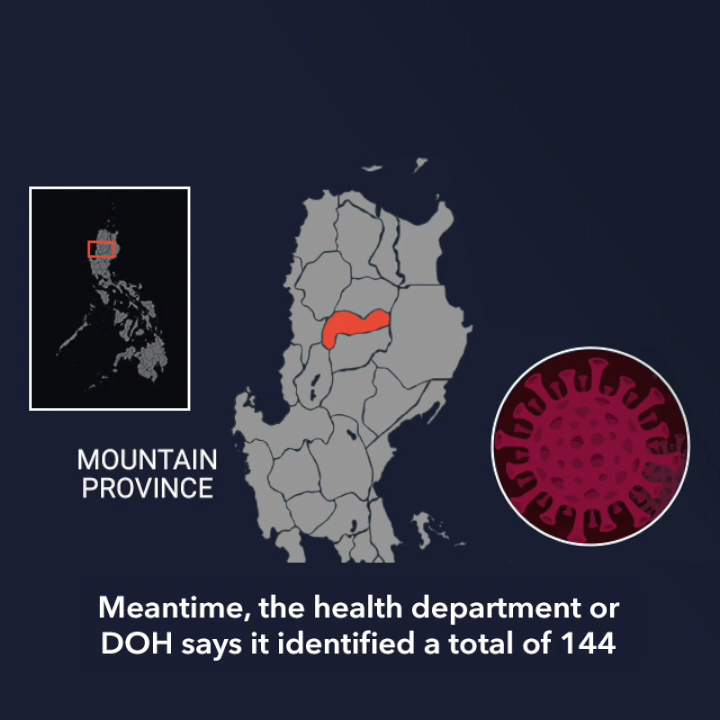 MOUNTAIN
PROVINCE
Meantime, the health department or
DOH says it identified a total of 144